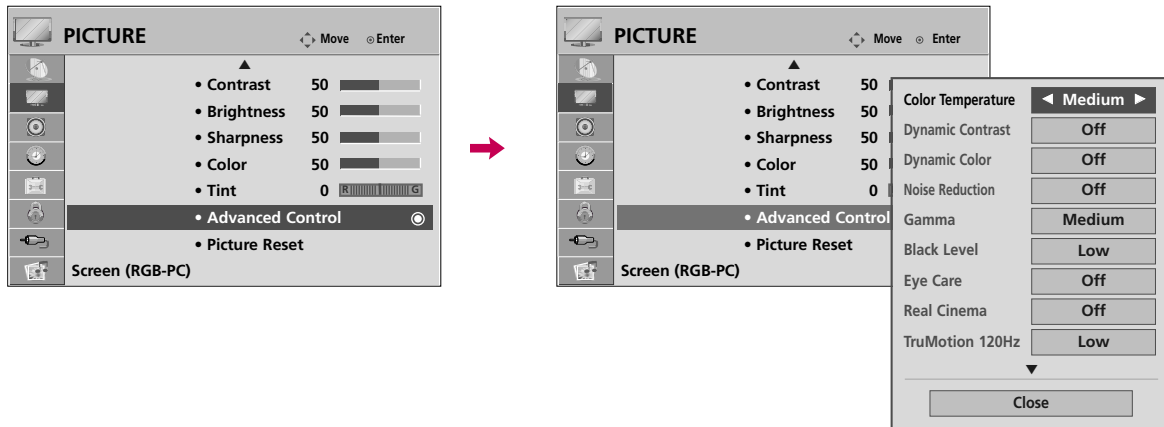 PICTURE
Move
Enter
• Contrast 50
• Brightness 50
• Sharpness 50
• Color 50
• Tint 0 R G
• Advanced Control
• Picture Reset
Screen (RGB-PC)
PICTURE
Move
Enter
• Contrast 50
• Brightness 50
• Sharpness 50
• Color 50
• Tint 0
• Advanced Control
• Picture Reset
Screen (RGB-PC)
Color Temperature ◄ Medium ►
Dynamic Contrast Off
Dynamic Color Off
Noise Reduction Off
Gamma Medium
Black Level Low
Eye Care Off
Real Cinema Off
TruMotion 120Hz Low
Close